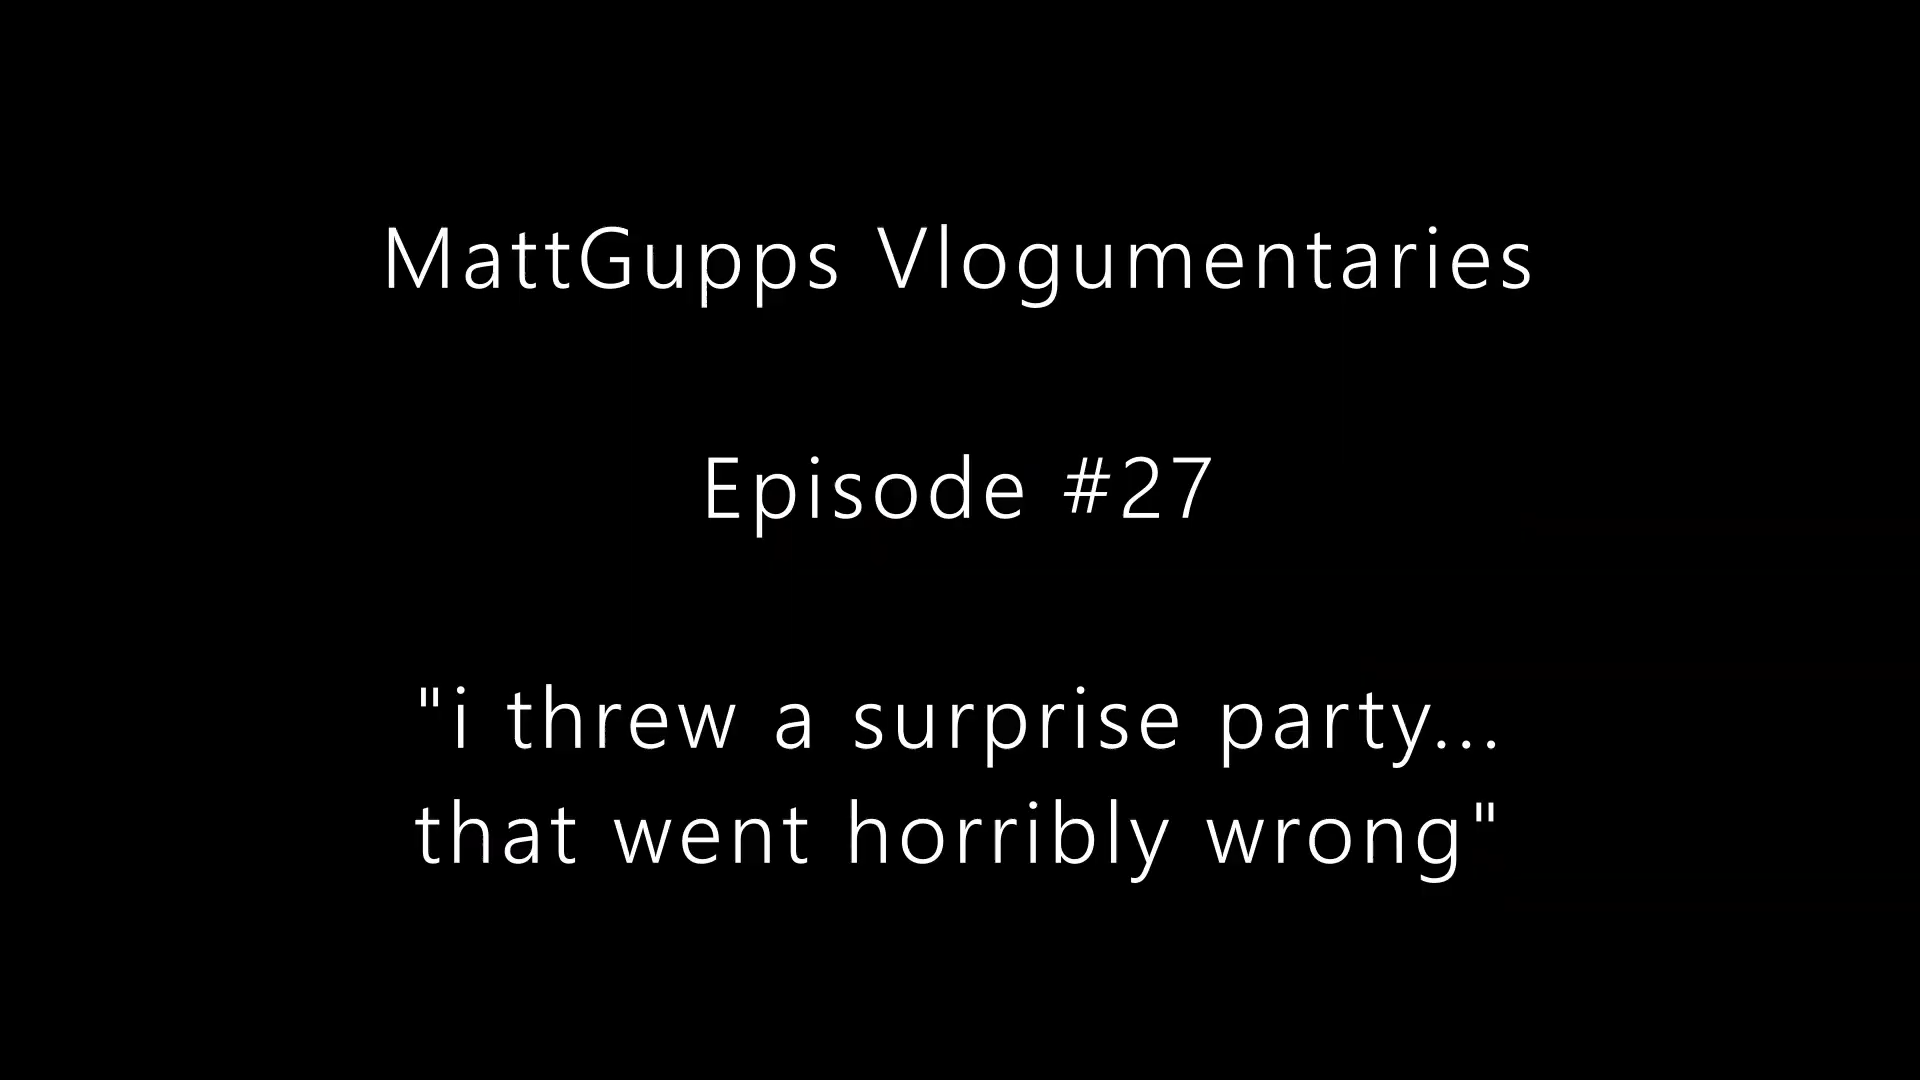 MattGupps Vlogumentaries
Episode #27
"i threw a surprise party...
that went horribly wrong"